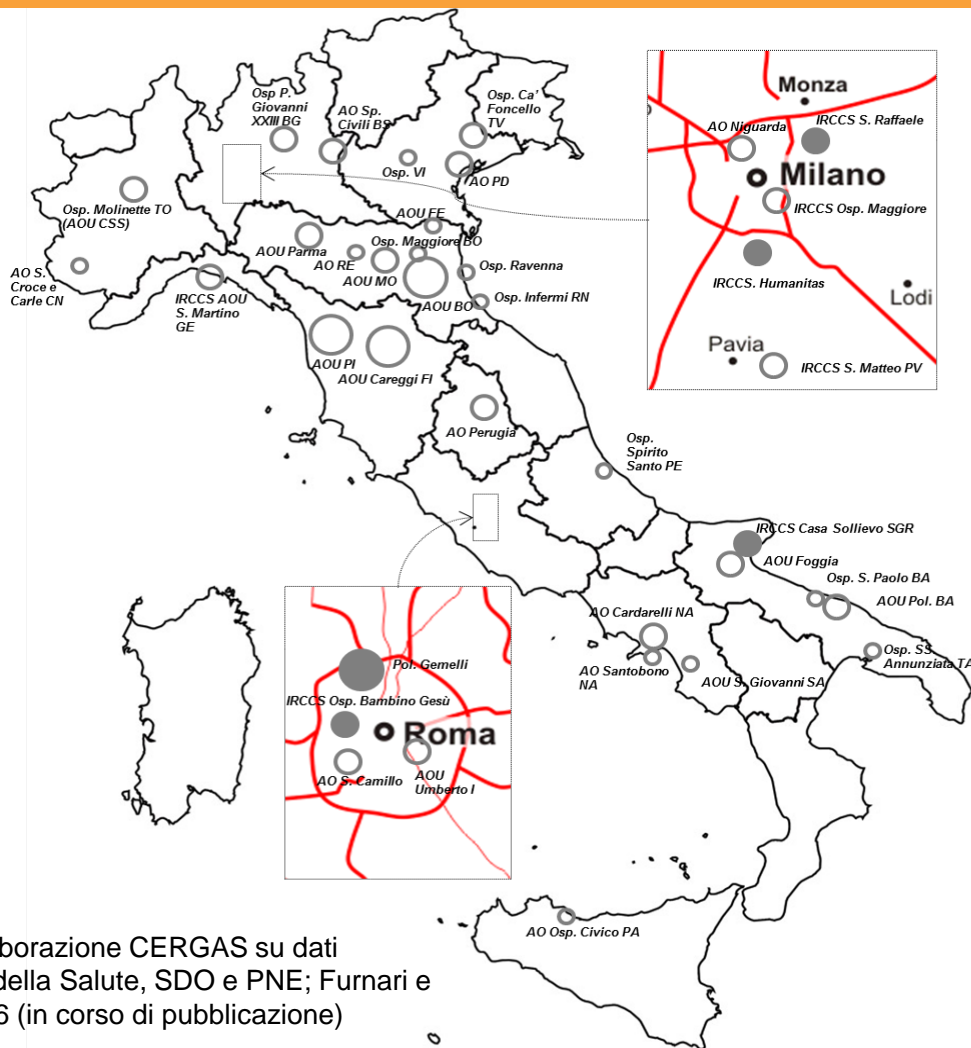 Osp P.
Giovanni
XXIII BG
AO Sp.
Civili BS
Osp. Ca'
Foncello
TV
Osp. VI
AO PD
Osp. Molinette TO
(AOU CSS)
AO S.
Croce e
Carle CN
IRCCS AOU
S. Martino
GE
AOU FE
AOU Parma
Osp. Maggiore BO
AO RE
AOU MO
AOU BO
Osp. Ravenna
Osp. Infermi RN
AOU PI
AOU Careggi FI
AO Perugia
Osp.
Spirito
Santo PE
Monza
AO Niguarda
IRCCS S. Raffaele
Milano
IRCCS Osp. Maggiore
IRCCS. Humanitas
Lodi
Pavia
IRCCS S. Matteo PV
IRCCS Casa Sollievo SGR
AOU Foggia
Osp. S. Paolo BA
AOU Pol. BA
AO Cardarelli NA
AO Santobono
NA
AOU S. Giovanni SA
Osp. SS
Annunziata TA
Pol. Gemelli
IRCCS Osp. Bambino Gesù
Roma
AO S. Camillo
AOU
Umberto I
AO Osp. Civico PA
borazione CERGAS su dati
della Salute, SDO e PNE; Furnari e
6 (in corso di pubblicazione)